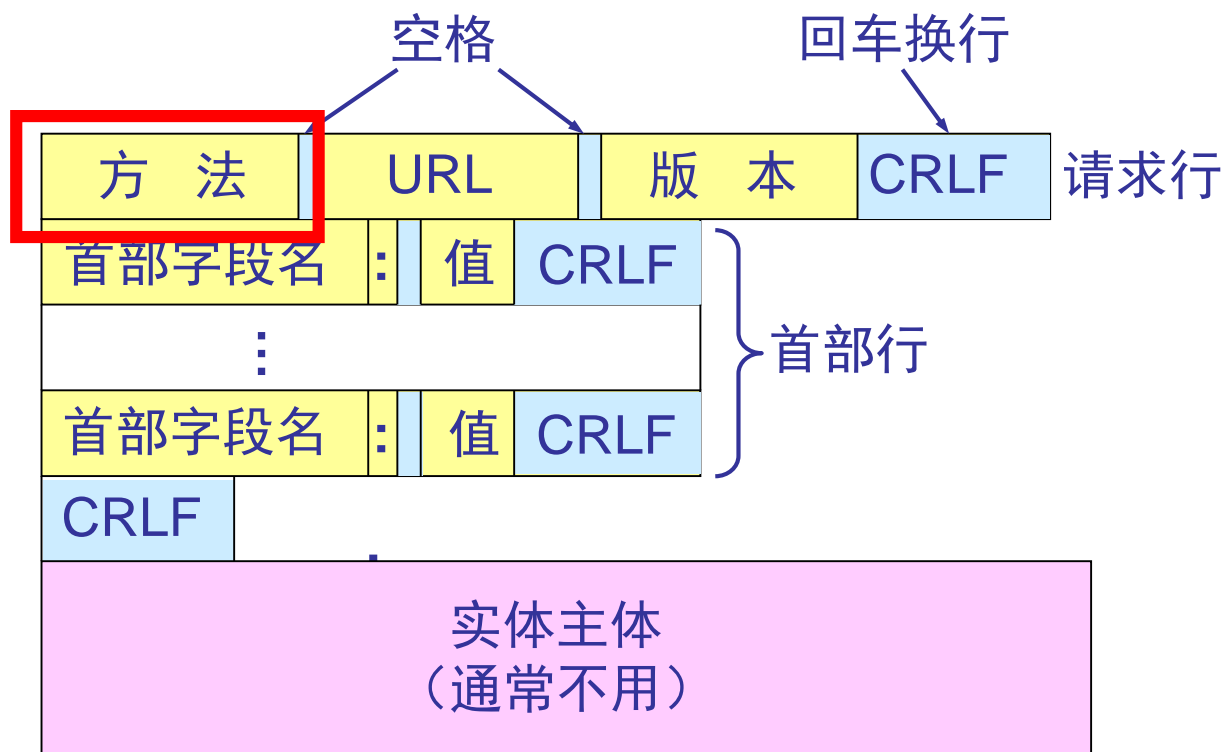 空格 回车换行
方 法 URL 版 本 CRLF 请求行
首部字段名 : 值 CRLF
⋮ 首部行
首部字段名 : 值 CRLF
CRLF
实体主体
（通常不用）